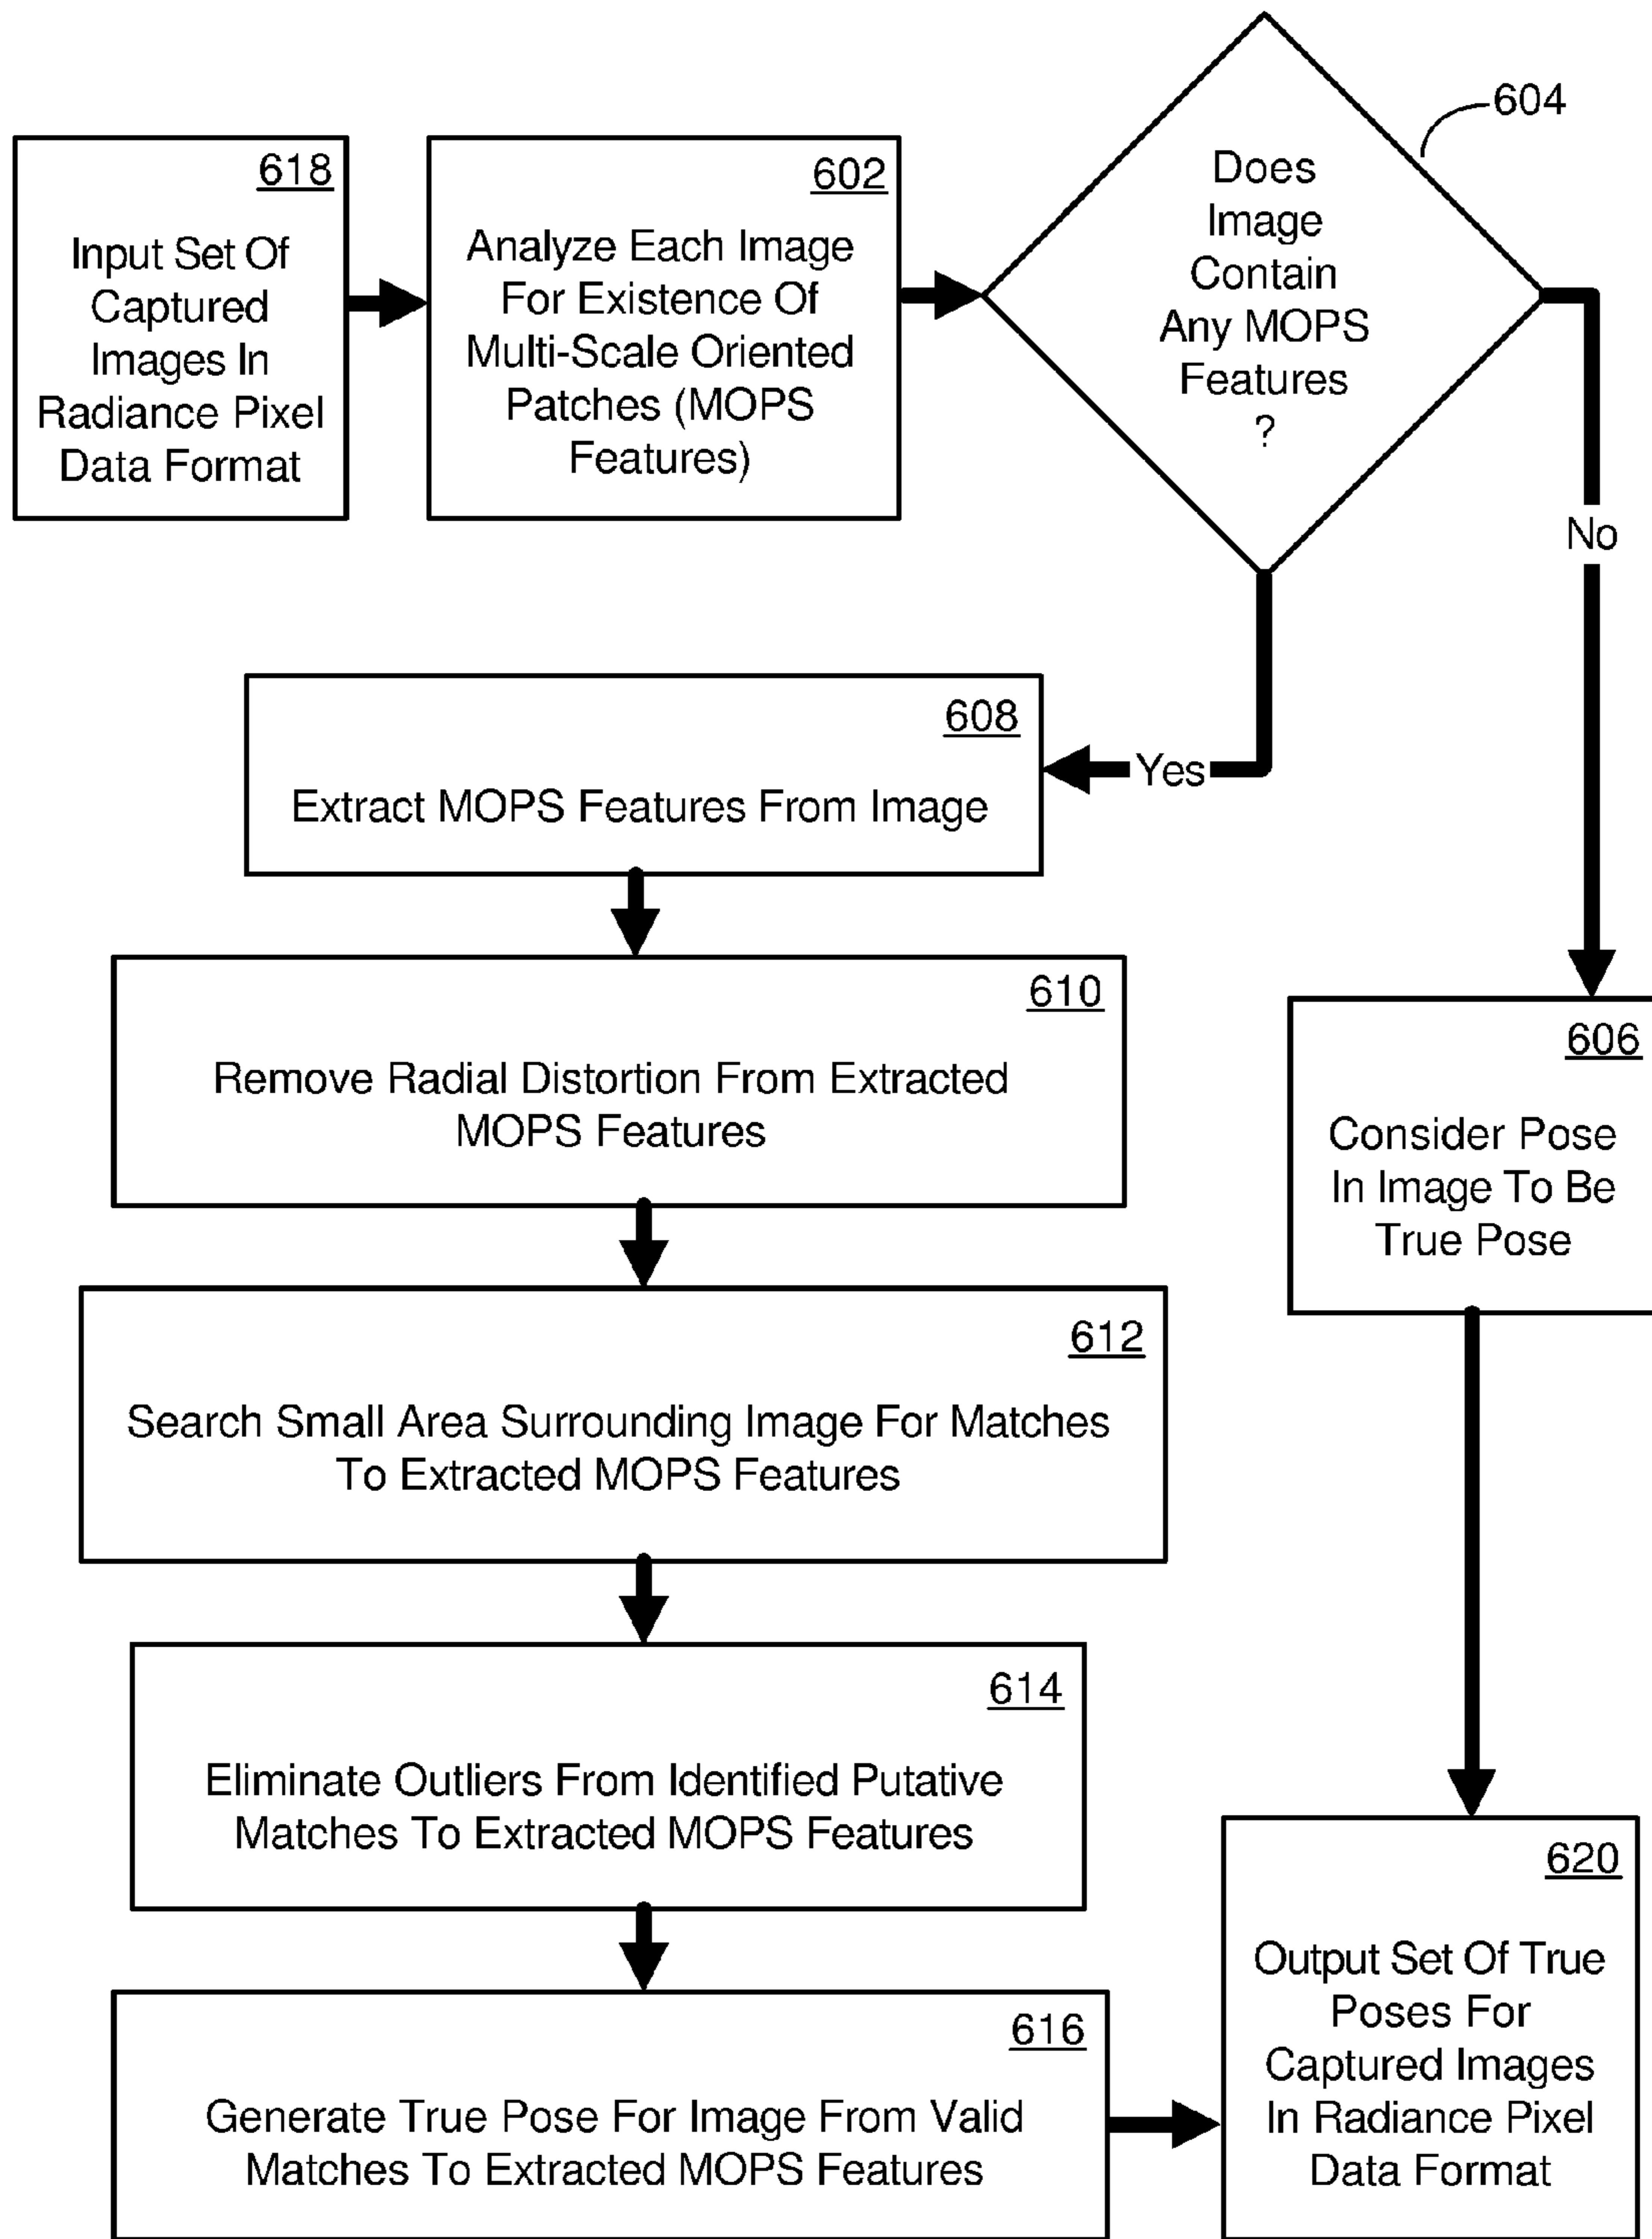 618
Input Set Of
Captured
Images In
Radiance Pixel
Data Format
602
Analyze Each Image
For Existence Of
Multi-Scale Oriented
Patches (MOPS
Features)
604
Does
Image
Contain
Any MOPS
Features
?
No
Yes
608
Extract MOPS Features From Image
610
Remove Radial Distortion From Extracted
MOPS Features
606
Consider Pose
In Image To Be
True Pose
612
Search Small Area Surrounding Image For Matches
To Extracted MOPS Features
614
Eliminate Outliers From Identified Putative
Matches To Extracted MOPS Features
616
Generate True Pose For Image From Valid
Matches To Extracted MOPS Features
620
Output Set Of True
Poses For
Captured Images
In Radiance Pixel
Data Format